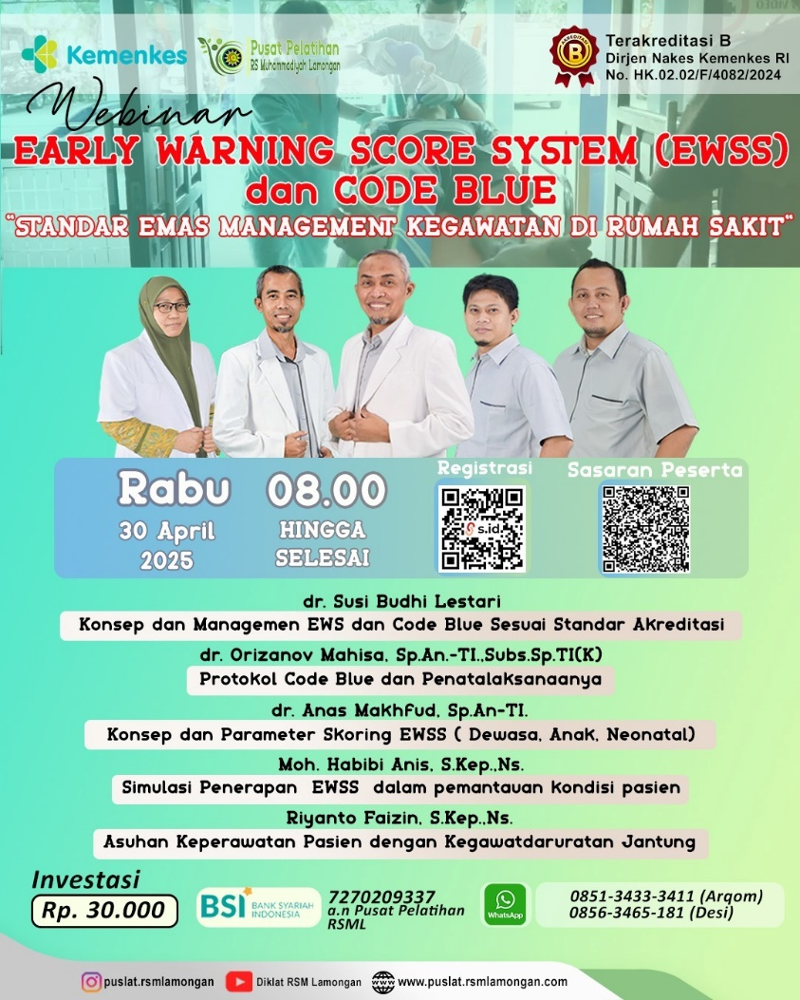 Kemenkes
Pusat Pelatihan
RS Muhammadiyah Lamongan
AKREDITASI
B
Terakreditasi B
Dirjen Nakes Kemenkes RI
No. HK.02.02/F/4082/2024
Webinar
EARLY WARNING SCORE SYSTEM (EWSS)
dan CODE BLUE
"STANDAR EMAS MANAGEMENT KEGAWATAN DI RUMAH SAKIT"
Rabu
30 April
2025
08.00
HINGGA
SELESAI
Registrasi
s.id
Sasaran Peserta
dr. Susi Budhi Lestari
Konsep dan Managemen EWS dan Code Blue Sesuai Standar Akreditasi
dr. Orizanov Mahisa, Sp.An.-TI.,Subs.Sp.TI(K)
Protokol Code Blue dan Penatalaksanaanya
dr. Anas Makhfud, Sp.An-TI.
Konsep dan Parameter Skoring EWSS ( Dewasa, Anak, Neonatal)
Moh. Habibi Anis, S.Kep.,Ns.
Simulasi Penerapan EWSS dalam pemantauan kondisi pasien
Riyanto Faizin, S.Kep.,Ns.
Asuhan Keperawatan Pasien dengan Kegawatdaruratan Jantung
Investasi
Rp. 30.000
BSI BANK SYARIAH
INDONESIA
7270209337
a.n Pusat Pelatihan
RSML
WhatsApp
0851-3433-3411 (Arqom)
0856-3465-181 (Desi)
puslat.rsmlamongan
Diklat RSM Lamongan
www.puslat.rsmlamongan.com